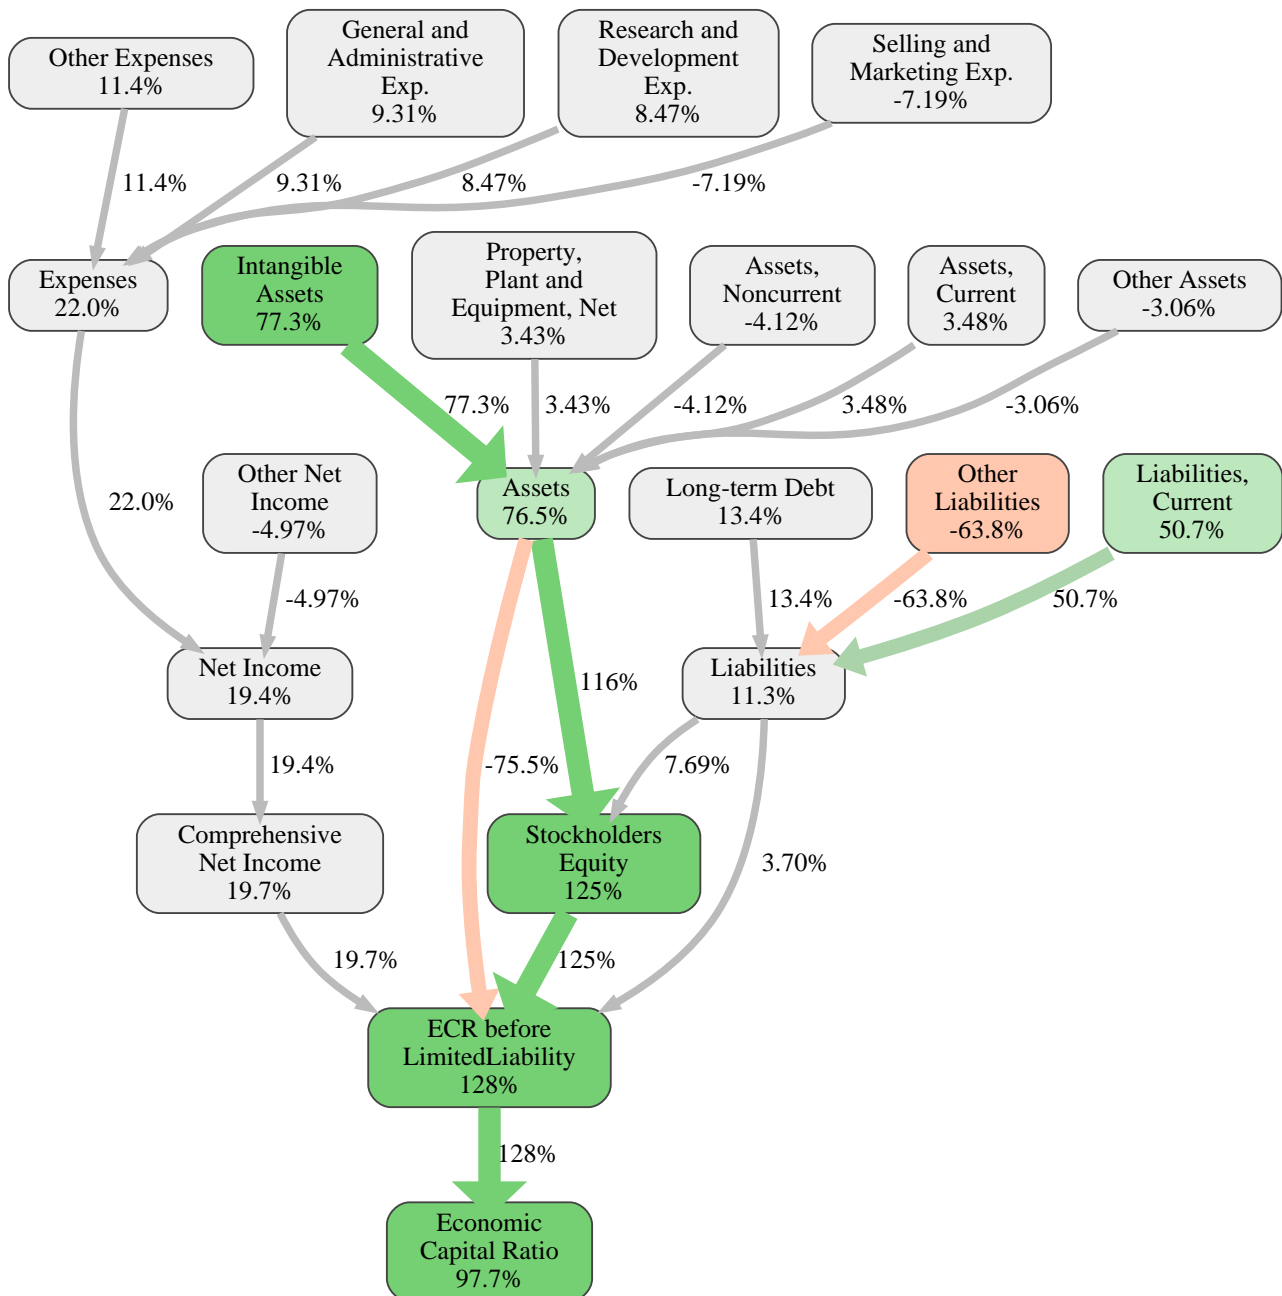 Other Expenses
11.4%
General and
Administrative
Exp.
9.31%
Research and
Development
Exp.
8.47%
Selling and
Marketing Exp.
-7.19%
11.4%
9.31%
8.47%
-7.19%
Expenses
22.0%
Intangible
Assets
77.3%
Property,
Plant and
Equipment, Net
3.43%
Assets,
Noncurrent
-4.12%
Assets,
Current
3.48%
Other Assets
-3.06%
77.3%
3.43%
-4.12%
3.48%
-3.06%
22.0%
Other Net
Income
-4.97%
Assets
76.5%
Long-term Debt
13.4%
Other
Liabilities
-63.8%
Liabilities,
Current
50.7%
-4.97%
13.4%
-63.8%
50.7%
Net Income
19.4%
116%
Liabilities
11.3%
19.4%
-75.5%
7.69%
Comprehensive
Net Income
19.7%
Stockholders
Equity
125%
3.70%
19.7%
125%
ECR before
LimitedLiability
128%
128%
Economic
Capital Ratio
97.7%